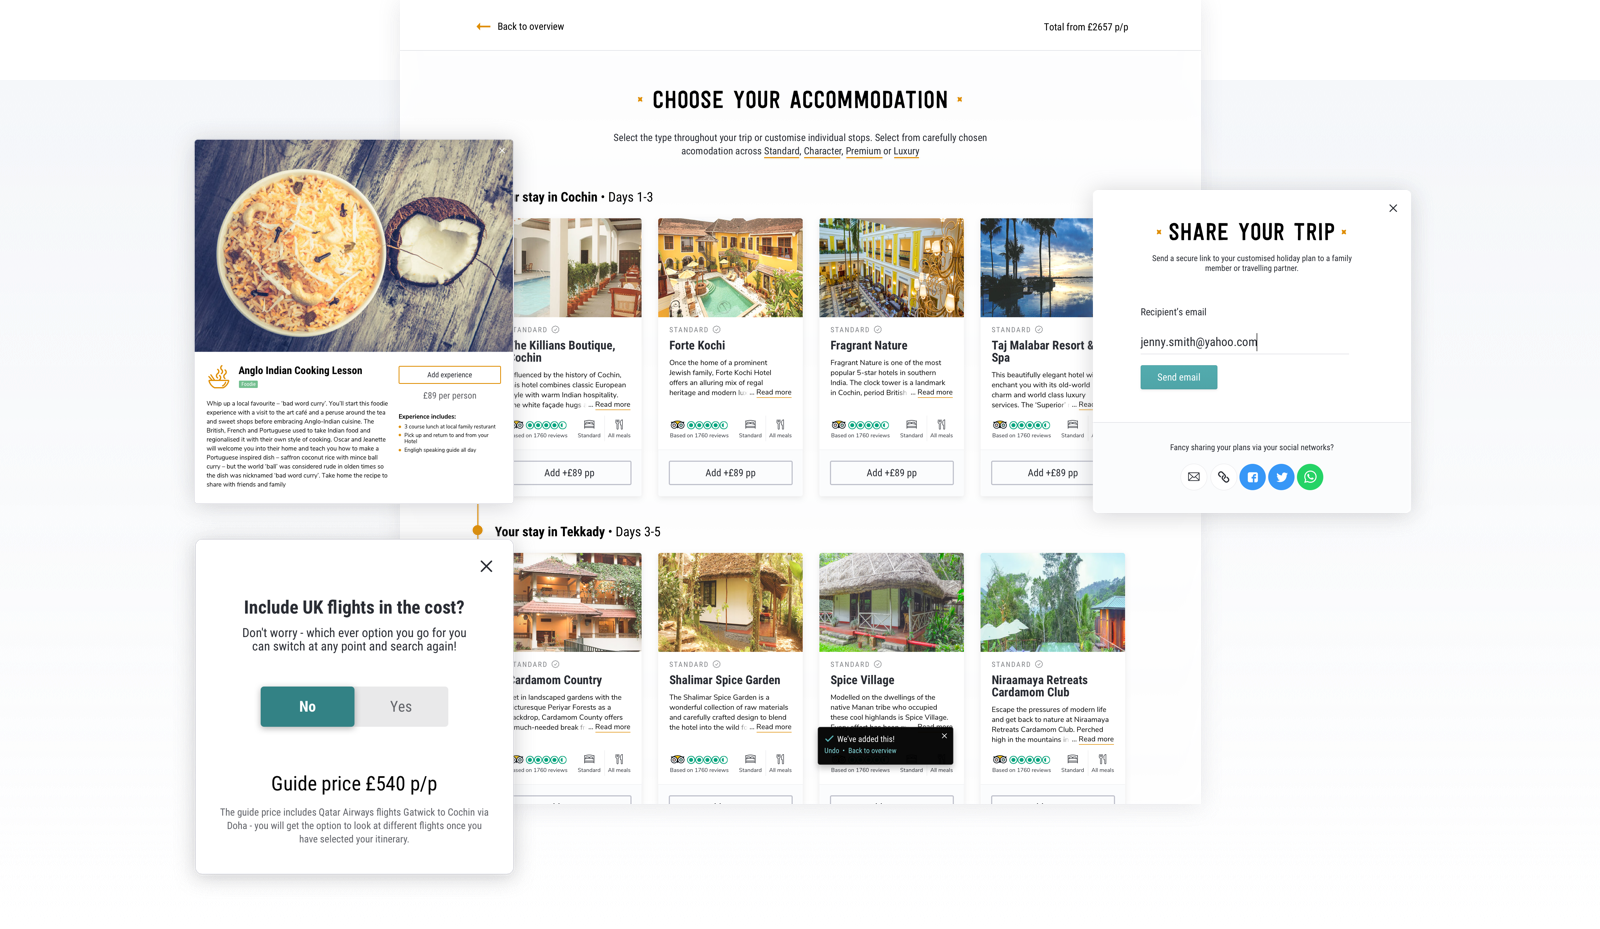 Back to overview
Total from £2657 p/p
CHOOSE YOUR ACCOMMODATION
Select the type throughout your trip or customise individual stops. Select from carefully chosen
acomodation across Standard, Character, Premium or Luxury
r stay in Cochin • Days 1-3
TANDARD
he Killians Boutique,
ochin
fluenced by the history of Cochin,
is hotel combines classic European
yle with warm Indian hospitality.
he white façade hugs ... Read more
Based on 1760 reviews
Standard
All meals
Add +£89 pp
STANDARD
Forte Kochi
Once the home of a prominent
Jewish family, Forte Kochi Hotel
offers an alluring mix of regal
heritage and modern lu ... Read more
Based on 1760 reviews
Standard
All meals
Add +£89 pp
STANDARD
Fragrant Nature
Fragrant Nature is one of the most
popular 5-star hotels in southern
India. The clock tower is a landmark
in Cochin, period British ... Read more
Based on 1760 reviews
Standard
All meals
Add +£89 pp
STANDARD
Taj Malabar Resort &
Spa
This beautifully elegant hotel wi
enchant you with its old-world
charm and world class luxury
services. The 'Superior' ... Rea
Based on 1760 reviews
Standard
Add +£89 pp
Anglo Indian Cooking Lesson
Foodie
Whip up a local favourite – 'bad word curry'. You'll start this foodie
experience with a visit to the art café and a peruse around the tea
and sweet shops before embracing Anglo-Indian cuisine. The
British, French and Portuguese used to take Indian food and
regionalised it with their own style of cooking. Oscar and Jeanette
will welcome you into their home and teach you how to make a
Portuguese inspired dish – saffron coconut rice with mince ball
curry – but the world 'ball' was considered rude in olden times so
the dish was nicknamed 'bad word curry'. Take home the recipe to
share with friends and family
Add experience
£89 per person
Experience includes:
3 course lunch at local family resturant
Pick up and return to and from your
Hotel
Engligh speaking guide all day
SHARE YOUR TRIP
Send a secure link to your customised holiday plan to a family
member or travelling partner.
Recipient's email
jenny.smith@yahoo.com
Send email
Fancy sharing your plans via your social networks?
Your stay in Tekkady • Days 3-5
TANDARD
ardamom Country
et in landscaped gardens with the
icturesque Periyar Forests as a
ackdrop, Cardamom County offers
much-needed break f ... Read more
Based on 1760 reviews
Standard
All meals
STANDARD
Shalimar Spice Garden
The Shalimar Spice Garden is a
wonderful collection of raw materials
and carefully crafted design to blend
the hotel into the wild f ... Read more
Based on 1760 reviews
Standard
All meals
STANDARD
Spice Village
Modelled on the dwellings of the
native Manan tribe who occupied
these cool highlands is Spice Village.
We've added this!
Undo • Back to overview
Based on 1760 reviews
Standard
All meals
STANDARD
Niraamaya Retreats
Cardamom Club
Escape the pressures of modern life
and get back to nature at Niraamaya
Retreats Cardamom Club. Perched
high in the mountains in ... Read more
Based on 1760 reviews
Standard
All meals
Include UK flights in the cost?
Don't worry - which ever option you go for you
can switch at any point and search again!
No
Yes
Guide price £540 p/p
The guide price includes Qatar Airways flights Gatwick to Cochin via
Doha - you will get the option to look at different flights once you
have selected your itinerary.